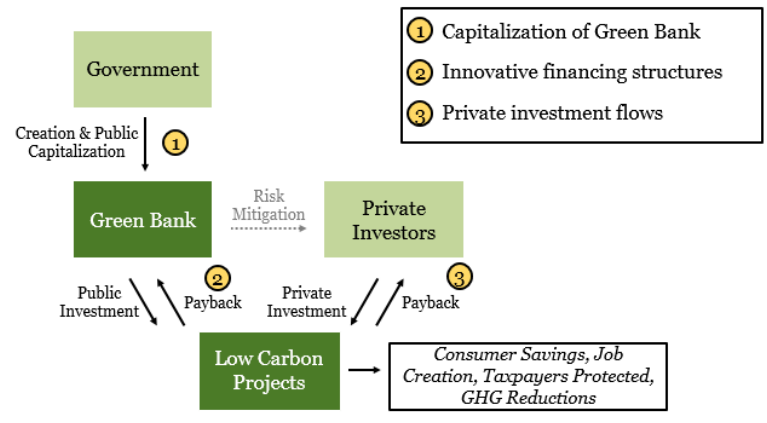 1 Capitalization of Green Bank
2 Innovative financing structures
3 Private investment flows
Government
Creation & Public
Capitalization
1
Green Bank
Risk
Mitigation
Private
Investors
2
3
Public
Investment
Payback
Private
Investment
Payback
Low Carbon
Projects
Consumer Savings, Job
Creation, Taxpayers Protected,
GHG Reductions